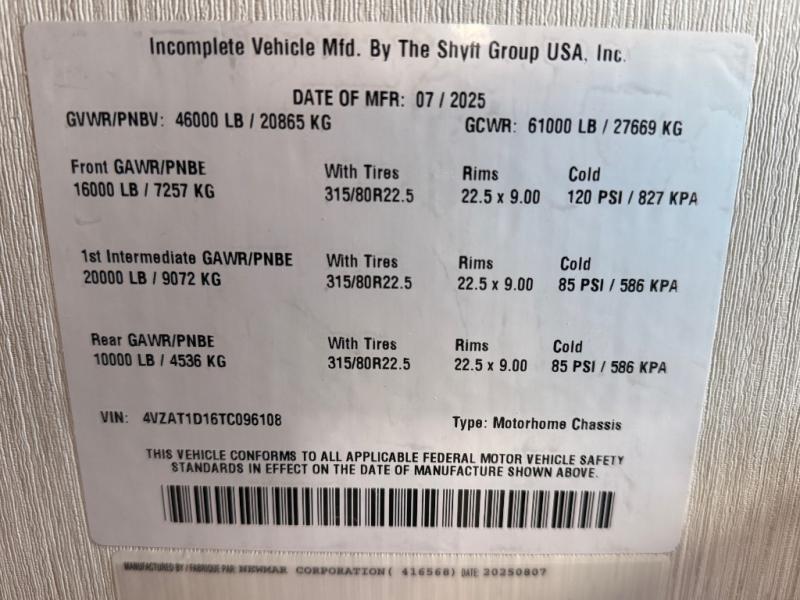 Incomplete Vehicle Mfd. By The Shyft Group USA, Inc.
DATE OF MFR: 07 / 2025
GVWR/PNBV: 46000 LB / 20865 KG GCWR: 61000 LB / 27669 KG
Front GAWR/PNBE With Tires Rims Cold
16000 LB / 7257 KG 315/80R22.5 22.5 x 9.00 120 PSI / 827 KPA
1st Intermediate GAWR/PNBE With Tires Rims Cold
20000 LB / 9072 KG 315/80R22.5 22.5 x 9.00 85 PSI / 586 KPA
Rear GAWR/PNBE With Tires Rims Cold
10000 LB / 4536 KG 315/80R22.5 22.5 x 9.00 85 PSI / 586 KPA
VIN: 4VZAT1D16TC096108 Type: Motorhome Chassis
THIS VEHICLE CONFORMS TO ALL APPLICABLE FEDERAL MOTOR VEHICLE SAFETY
STANDARDS IN EFFECT ON THE DATE OF MANUFACTURE SHOWN ABOVE.
MANUFACTURED BY / FABRIQUE PAR: NEWMAR CORPORATION( 416568) DATE: 20250807